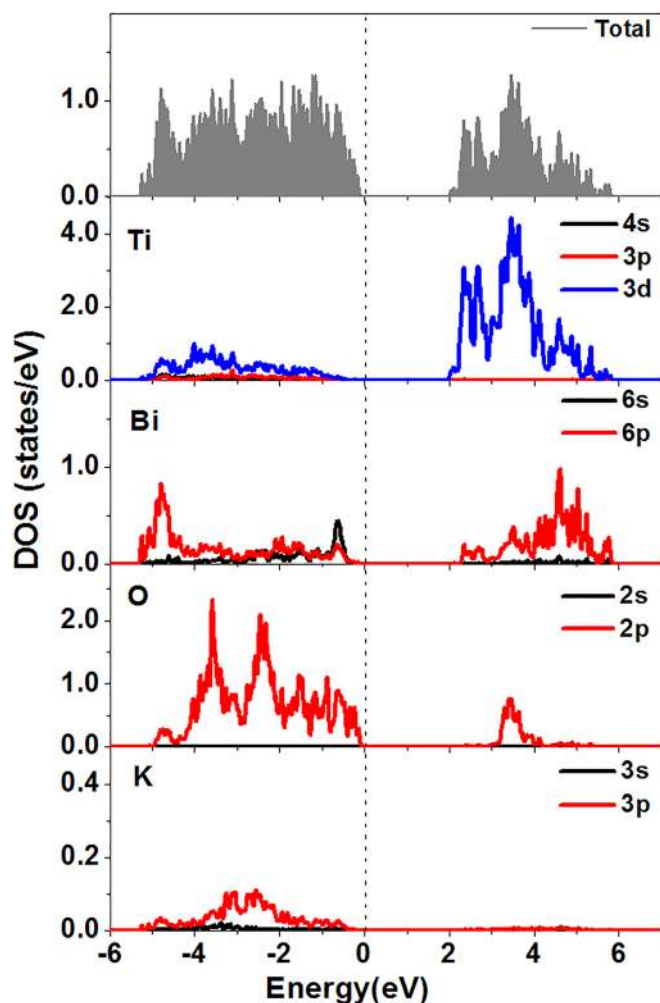 Total
1.0
0.0
Ti
4s
3p
3d
4.0
2.0
0.0
Bi
6s
6p
1.0
0.0
DOS (states/eV)
O
2s
2p
2.0
1.0
0.0
K
3s
3p
0.4
0.2
0.0
-6 -4 -2 0 2 4 6
Energy(eV)